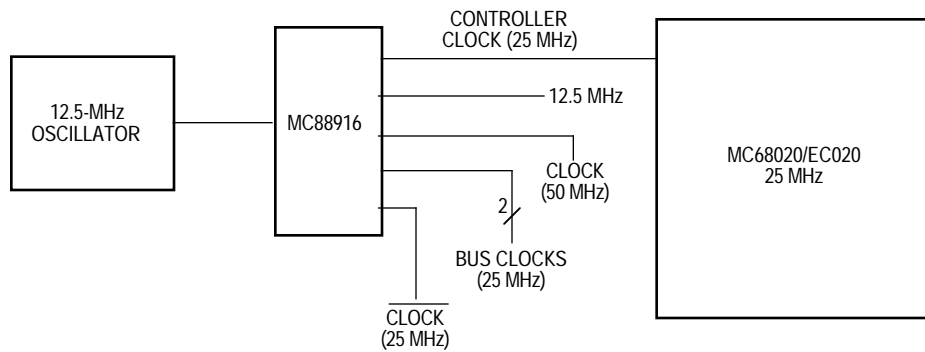 CONTROLLER
CLOCK (25 MHz)
12.5-MHz
OSCILLATOR
MC88916
12.5 MHz
MC68020/EC020
25 MHz
CLOCK
(50 MHz)
2
BUS CLOCKS
(25 MHz)
CLOCK
(25 MHz)